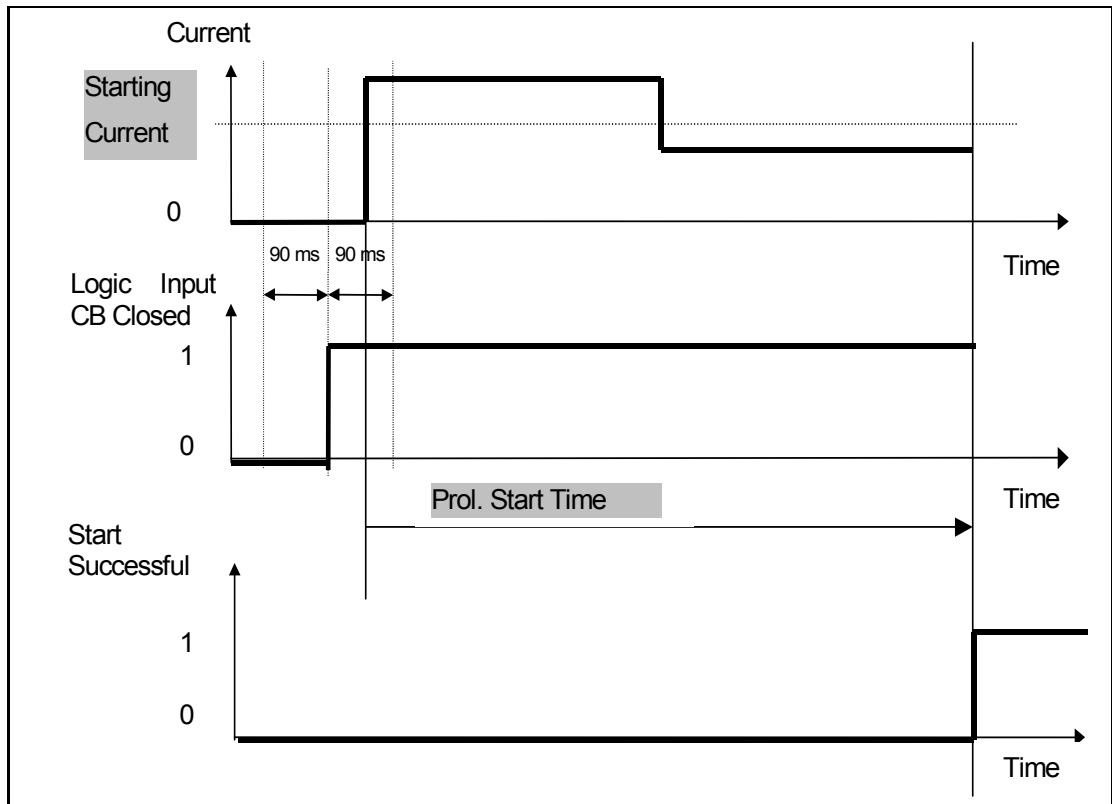 Current
Starting
Current
0
Time
90 ms 90 ms
Logic Input
CB Closed
1
0
Time
Prol. Start Time
Start
Successful
1
0
Time